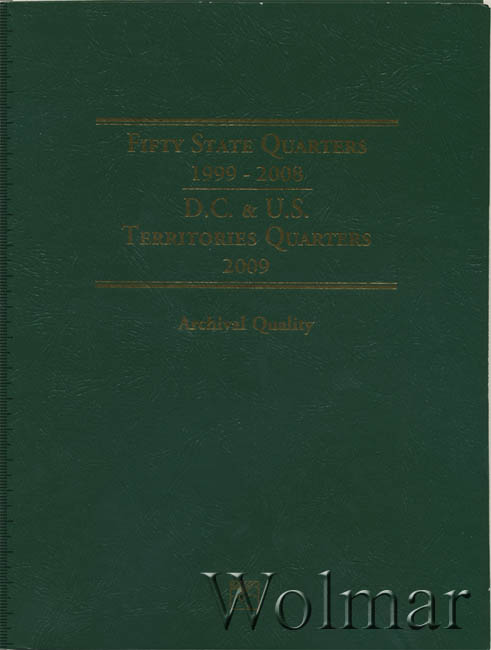 FIFTY STATE QUARTERS
1999 - 2008
D.C. & U.S.
TERRITORIES QUARTERS
2009
Archival Quality
Wolmar